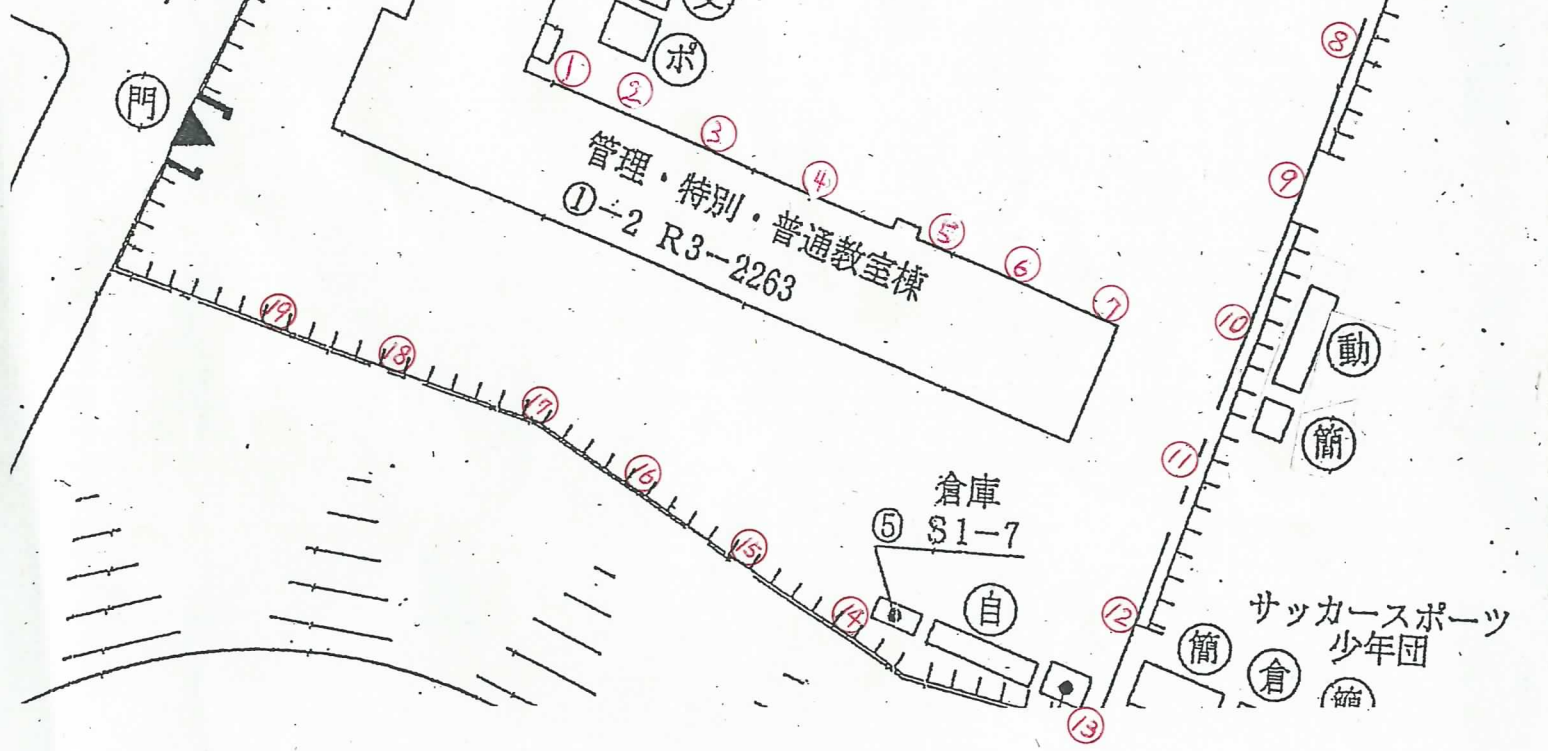 ⑧
ポ
①
②
門
③
④
管理・特別・普通教室棟
①-2 R3-2263
⑨
⑤
⑥
⑦
⑩
動
⑲
⑱
⑰
簡
⑪
⑯
倉庫
⑤ S1-7
⑮
⑭
自
⑫
サッカースポーツ
少年団
簡
倉
⑬